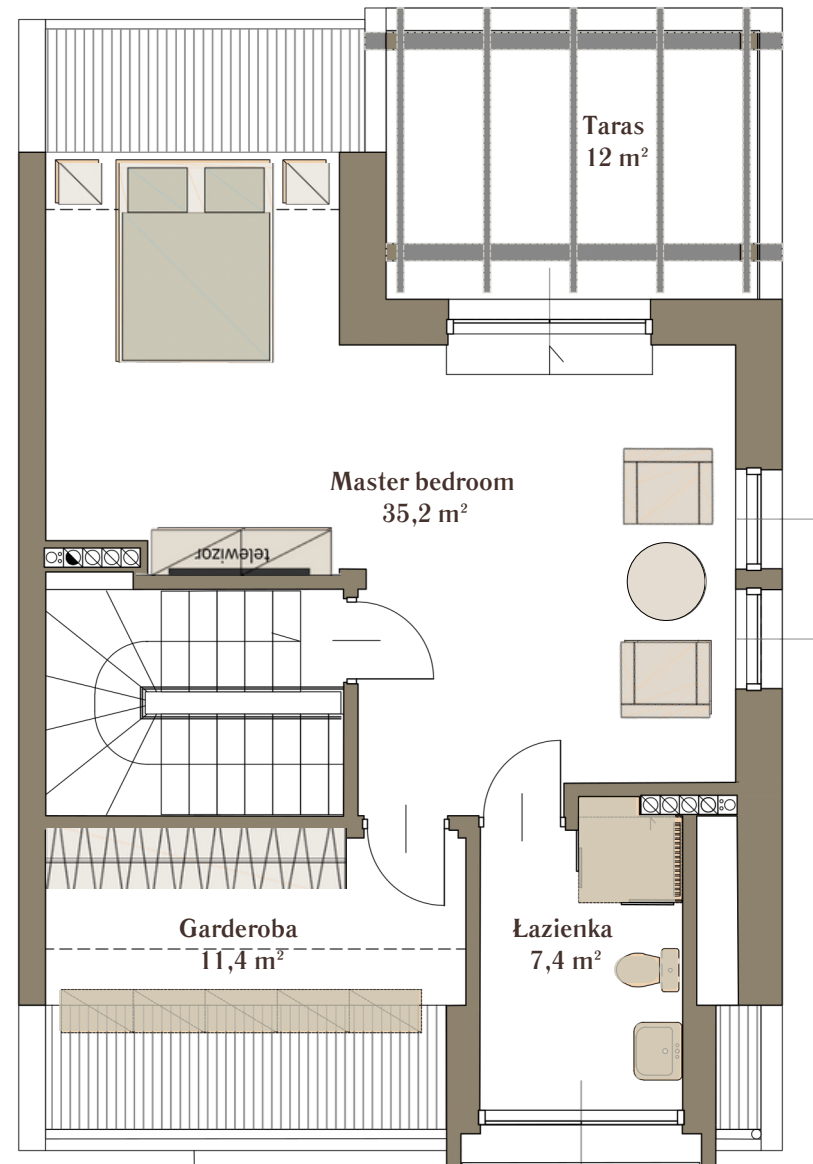 Taras
12 m²
Master bedroom
35,2 m²
telewizor
Garderoba
11,4 m²
Łazienka
7,4 m²